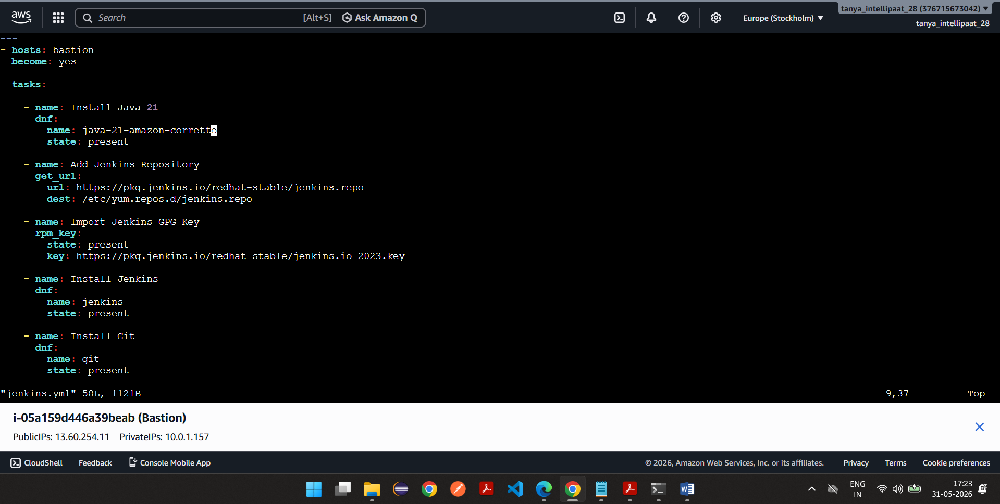 aws
Search [Alt+S] Ask Amazon Q
Europe (Stockholm) ▼
tanya_intellipaat_28 (376715673042) ▼
tanya_intellipaat_28
---
- hosts: bastion
  become: yes
  tasks:
    - name: Install Java 21
      dnf:
        name: java-21-amazon-corretto
        state: present
    - name: Add Jenkins Repository
      get_url:
        url: https://pkg.jenkins.io/redhat-stable/jenkins.repo
        dest: /etc/yum.repos.d/jenkins.repo
    - name: Import Jenkins GPG Key
      rpm_key:
        state: present
        key: https://pkg.jenkins.io/redhat-stable/jenkins.io-2023.key
    - name: Install Jenkins
      dnf:
        name: jenkins
        state: present
    - name: Install Git
      dnf:
        name: git
        state: present
"jenkins.yml" 58L, 1121B 9,37 Top
i-05a159d446a39beab (Bastion)
PublicIPs: 13.60.254.11 PrivateIPs: 10.0.1.157
CloudShell Feedback Console Mobile App © 2026, Amazon Web Services, Inc. or its affiliates. Privacy Terms Cookie preferences
ENG
IN
17:23
31-05-2026